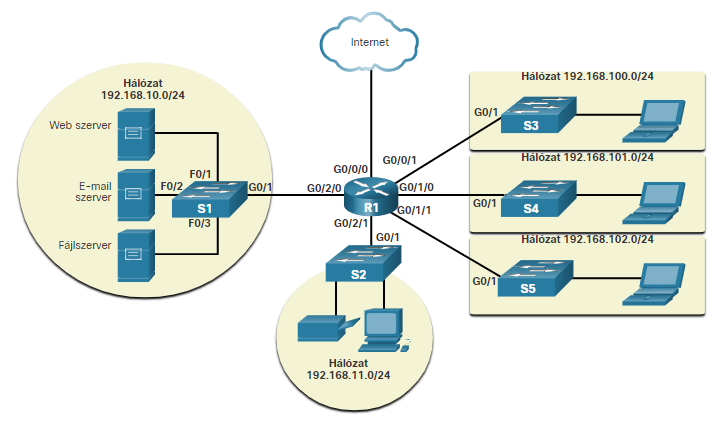 Internet
Hálózat
192.168.10.0/24
Web szerver
E-mail
szerver
Fájlszerver
F0/1
F0/2
F0/3
S1
G0/1
G0/2/0
G0/0/0
G0/0/1
G0/1/0
G0/1/1
G0/2/1
R1
G0/1
S2
Hálózat
192.168.11.0/24
Hálózat 192.168.100.0/24
G0/1
S3
Hálózat 192.168.101.0/24
G0/1
S4
Hálózat 192.168.102.0/24
G0/1
S5